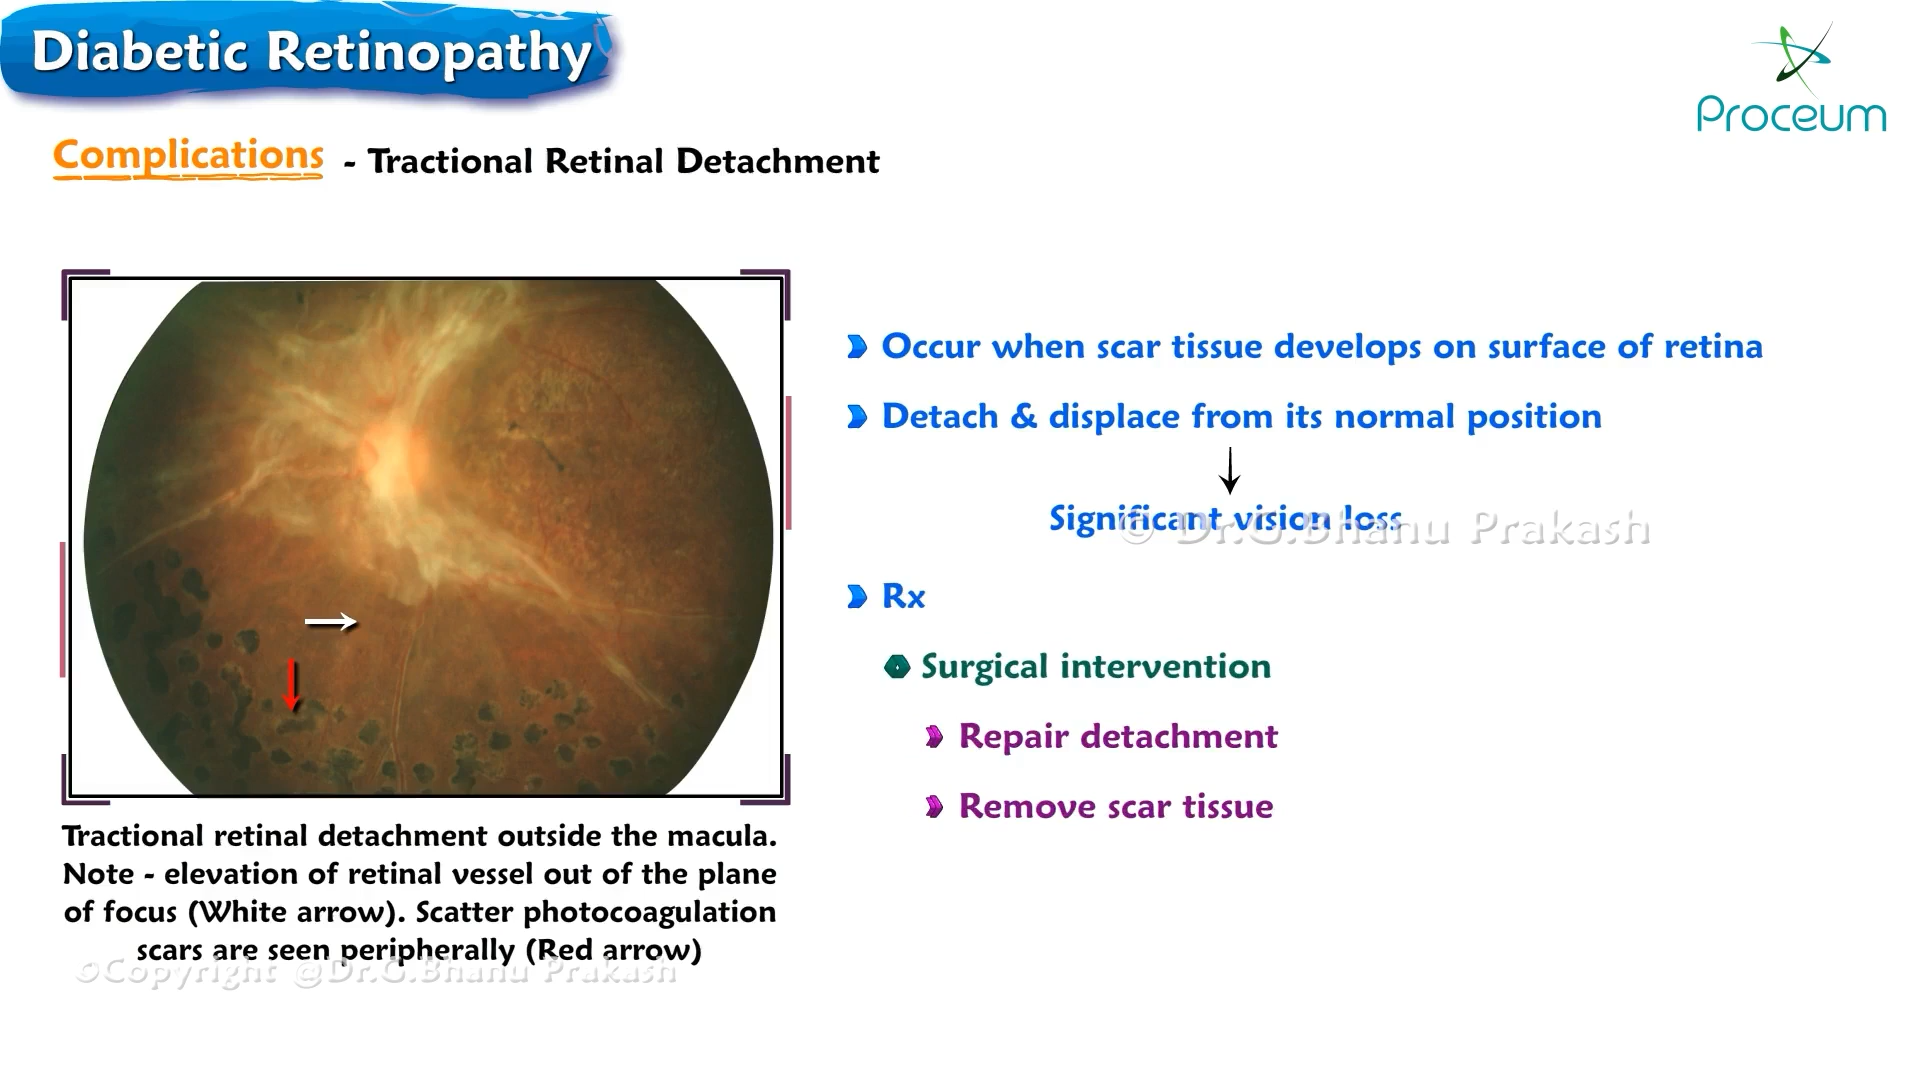 Diabetic Retinopathy
Proceum
Complications - Tractional Retinal Detachment
Occur when scar tissue develops on surface of retina
Detach & displace from its normal position
Significant vision loss
© Dr.G.Bhanu Prakash
Rx
Surgical intervention
Repair detachment
Remove scar tissue
Tractional retinal detachment outside the macula.
Note - elevation of retinal vessel out of the plane
of focus (White arrow). Scatter photocoagulation
scars are seen peripherally (Red arrow)
©Copyright @Dr.G.Bhanu Prakash